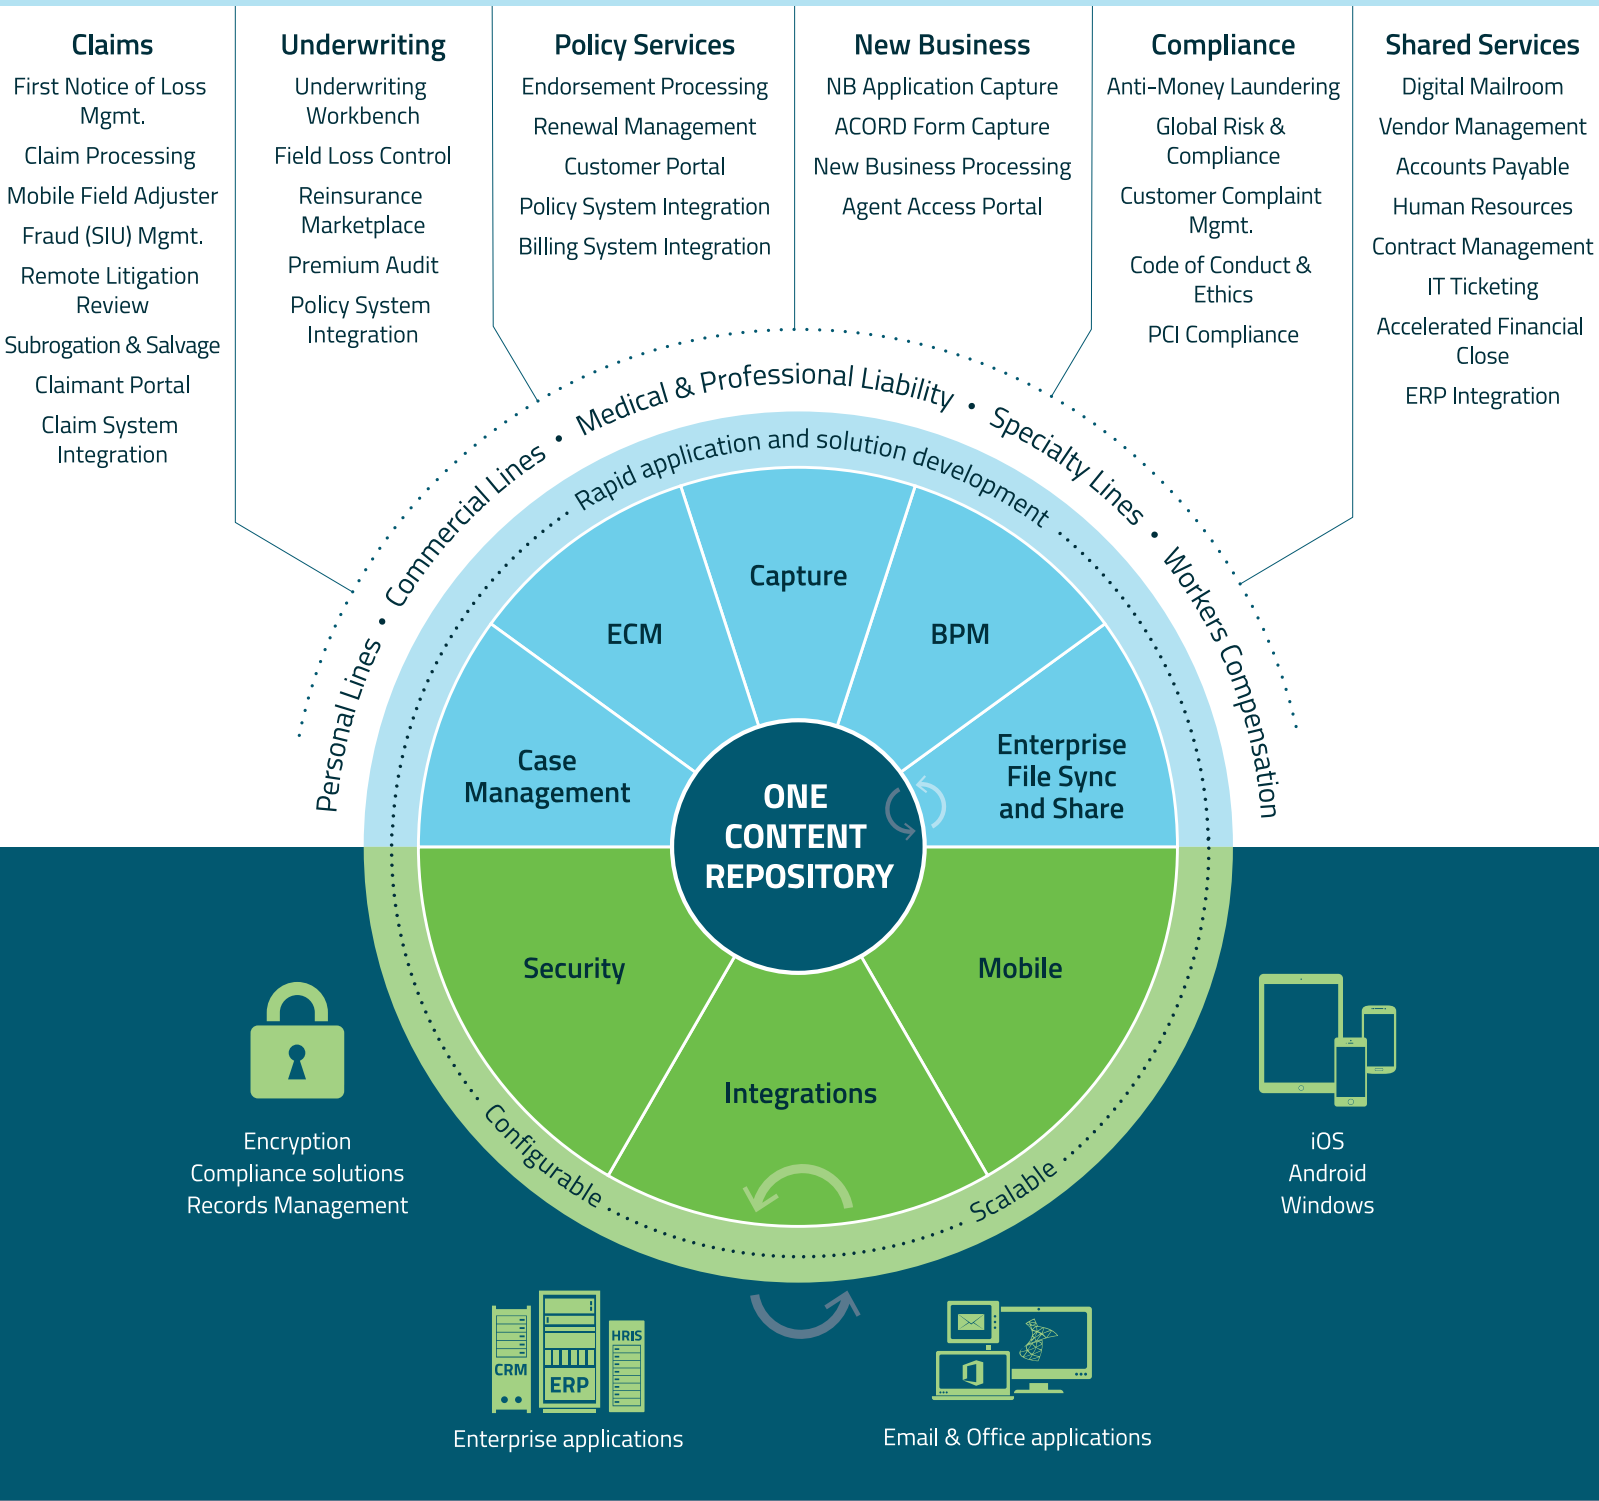 Claims
First Notice of Loss
Mgmt.
Claim Processing
Mobile Field Adjuster
Fraud (SIU) Mgmt.
Remote Litigation
Review
Subrogation & Salvage
Claimant Portal
Claim System
Integration
Underwriting
Underwriting
Workbench
Field Loss Control
Reinsurance
Marketplace
Premium Audit
Policy System
Integration
Policy Services
Endorsement Processing
Renewal Management
Customer Portal
Policy System Integration
Billing System Integration
New Business
NB Application Capture
ACORD Form Capture
New Business Processing
Agent Access Portal
Compliance
Anti-Money Laundering
Global Risk &
Compliance
Customer Complaint
Mgmt.
Code of Conduct &
Ethics
PCI Compliance
Shared Services
Digital Mailroom
Vendor Management
Accounts Payable
Human Resources
Contract Management
IT Ticketing
Accelerated Financial
Close
ERP Integration
Personal Lines • Commercial Lines • Medical & Professional Liability • Specialty Lines • Workers Compensation
Rapid application and solution development
Case
Management
ECM
Capture
BPM
Enterprise
File Sync
and Share
ONE
CONTENT
REPOSITORY
Security
Integrations
Mobile
Configurable
Scalable
Encryption
Compliance solutions
Records Management
iOS
Android
Windows
CRM
ERP
HRIS
Enterprise applications
Email & Office applications